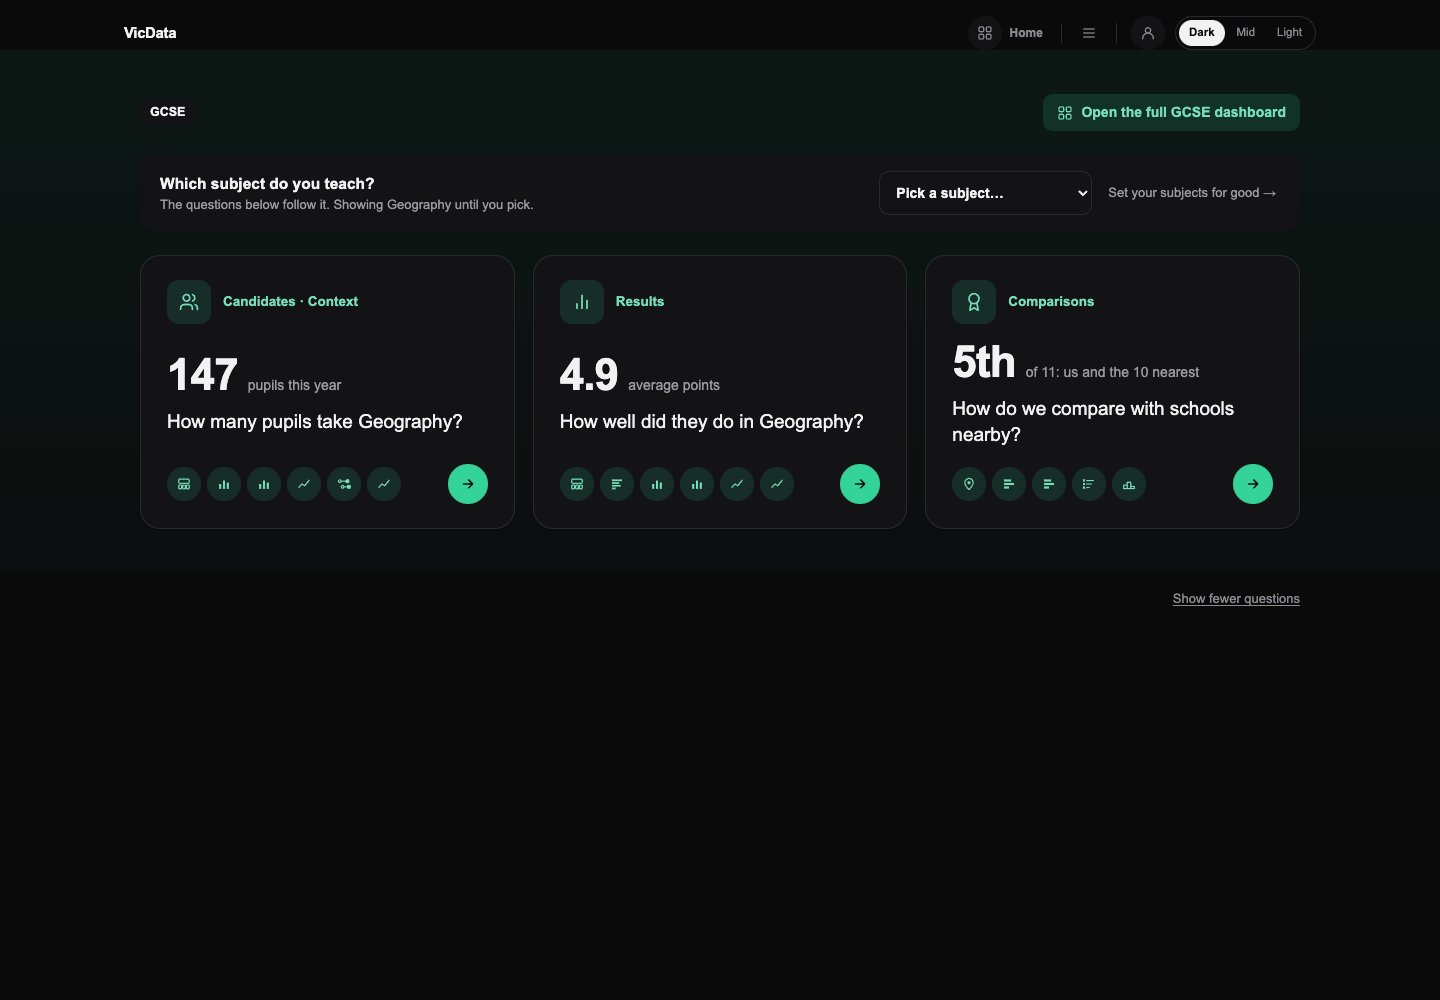 VicData
Home
Dark
Mid
Light
GCSE
Open the full GCSE dashboard
Which subject do you teach?
The questions below follow it. Showing Geography until you pick.
Pick a subject...
Set your subjects for good →
Candidates · Context
147 pupils this year
How many pupils take Geography?
Results
4.9 average points
How well did they do in Geography?
Comparisons
5th of 11: us and the 10 nearest
How do we compare with schools
nearby?
Show fewer questions